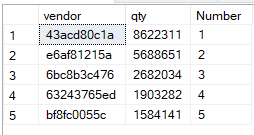 vendor qty Number
1 43acd80c1a 8622311 1
2 e6af81215a 5688651 2
3 6bc8b3c476 2682034 3
4 63243765ed 1903282 4
5 bf8fc0055c 1584141 5